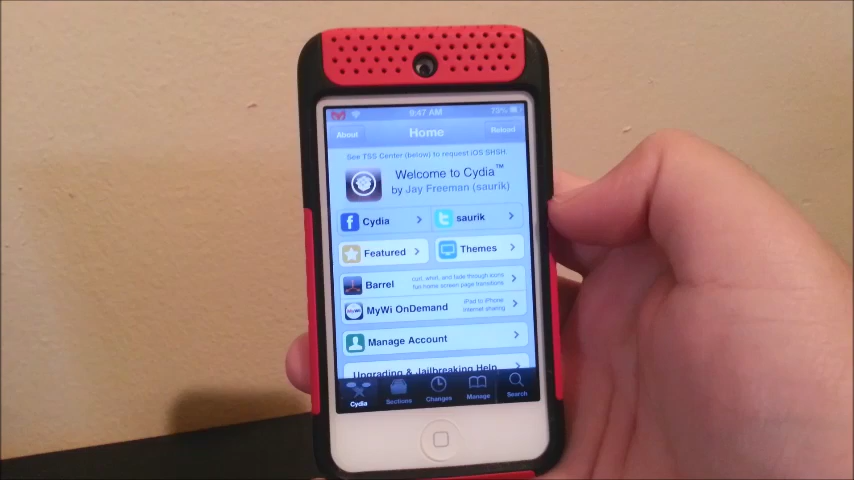 9:47 AM
About
Home
Reload
See TSS Center (below) to request iOS SHSH
Welcome to Cydia™
by Jay Freeman (saurik)
Cydia
saurik
Featured
Themes
Barrel
curl, whirl, and fade through icons
fun home screen page transitions
MyWi
MyWi OnDemand
iPad to iPhone
internet sharing
Manage Account
Upgrading & Jailbreaking Help
Cydia
Sections
Changes
Manage
Search